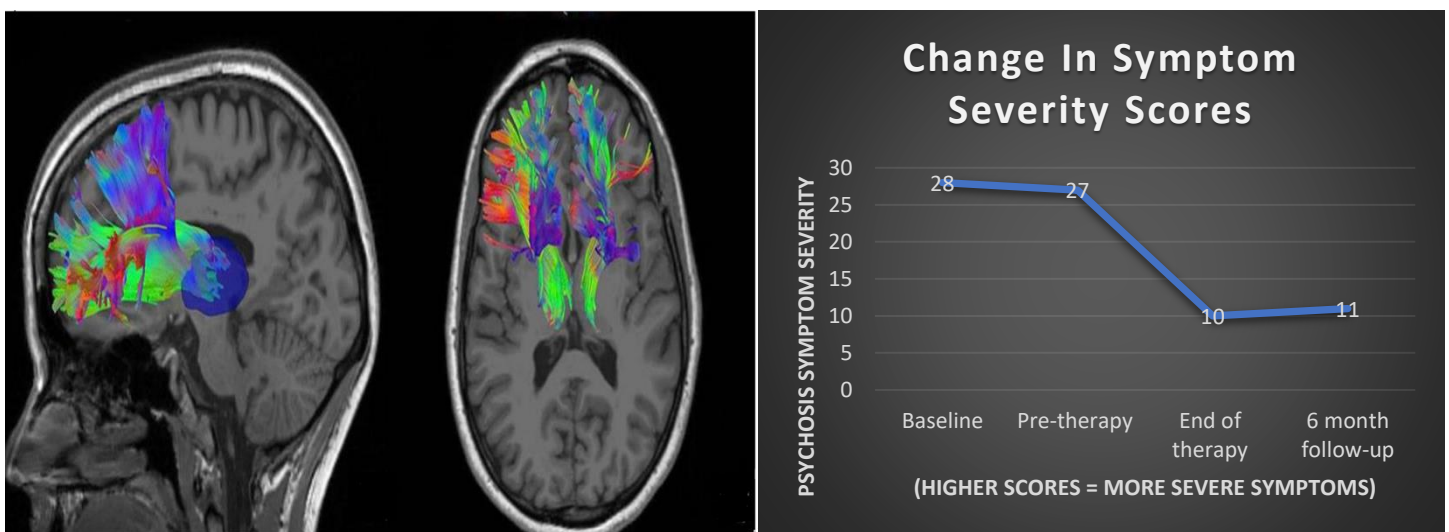 Change In Symptom
Severity Scores
PSYCHOSIS SYMPTOM SEVERITY
30
25
20
15
10
5
0
28
27
10
11
Baseline
Pre-therapy
End of
therapy
6 month
follow-up
(HIGHER SCORES = MORE SEVERE SYMPTOMS)